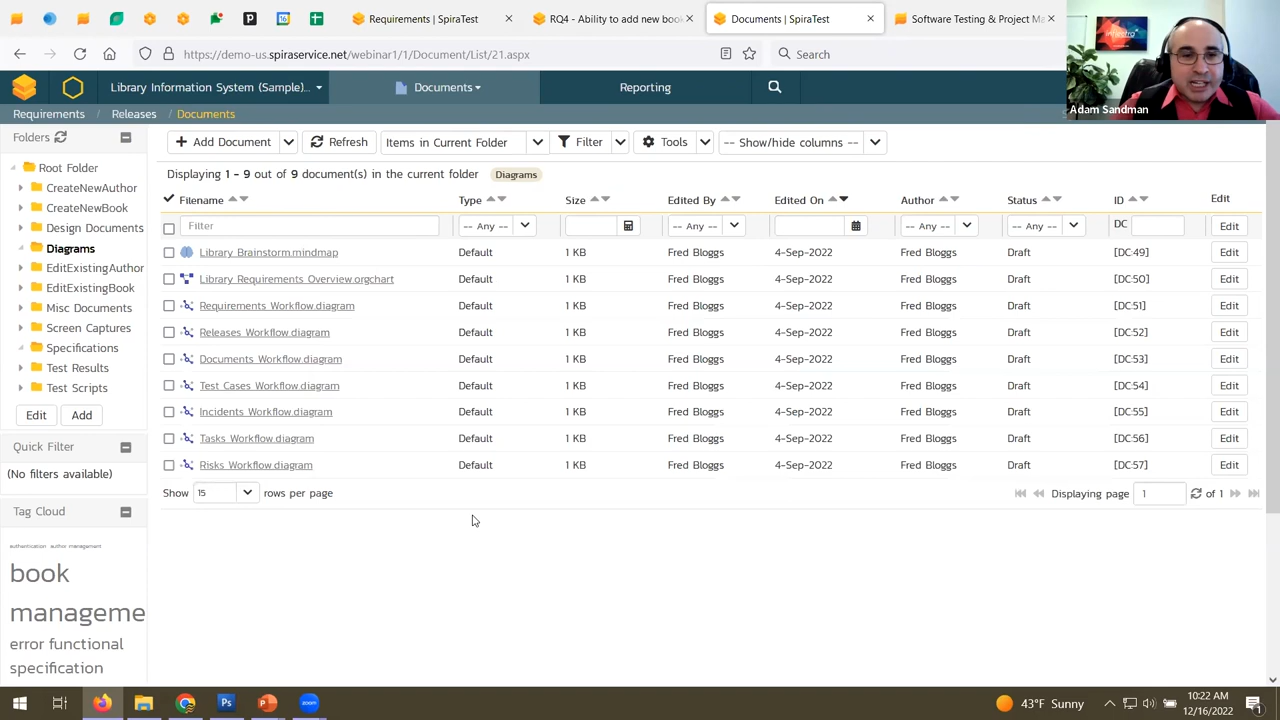 Requirements | SpiraTest
RQ4 - Ability to add new book
Documents | SpiraTest
Software Testing & Project Ma
16
https://demo-us.spiraservice.net/webinar1/Document/List/21.aspx
Search
inflectra
Adam Sandman
Library Information System (Sample)...
Documents
Reporting
Requirements / Releases / Documents
Folders
Add Document
Refresh
Items in Current Folder
Filter
Tools
-- Show/hide columns --
Root Folder
CreateNewAuthor
CreateNewBook
Design Documents
Diagrams
EditExistingAuthor
EditExistingBook
Misc Documents
Screen Captures
Specifications
Test Results
Test Scripts
Edit Add
Quick Filter
(No filters available)
Tag Cloud
authentication author management
book
manageme
error functional
specification
Displaying 1 - 9 out of 9 document(s) in the current folder Diagrams
Filename Type Size Edited By Edited On Author Status ID Edit
Filter -- Any -- -- Any -- -- Any -- -- Any -- DC Edit
Library Brainstorm.mindmap Default 1 KB Fred Bloggs 4-Sep-2022 Fred Bloggs Draft [DC:49] Edit
Library Requirements Overview.orgchart Default 1 KB Fred Bloggs 4-Sep-2022 Fred Bloggs Draft [DC:50] Edit
Requirements Workflow.diagram Default 1 KB Fred Bloggs 4-Sep-2022 Fred Bloggs Draft [DC:51] Edit
Releases Workflow.diagram Default 1 KB Fred Bloggs 4-Sep-2022 Fred Bloggs Draft [DC:52] Edit
Documents Workflow.diagram Default 1 KB Fred Bloggs 4-Sep-2022 Fred Bloggs Draft [DC:53] Edit
Test Cases Workflow.diagram Default 1 KB Fred Bloggs 4-Sep-2022 Fred Bloggs Draft [DC:54] Edit
Incidents Workflow.diagram Default 1 KB Fred Bloggs 4-Sep-2022 Fred Bloggs Draft [DC:55] Edit
Tasks Workflow.diagram Default 1 KB Fred Bloggs 4-Sep-2022 Fred Bloggs Draft [DC:56] Edit
Risks Workflow.diagram Default 1 KB Fred Bloggs 4-Sep-2022 Fred Bloggs Draft [DC:57] Edit
Show 15 rows per page
Displaying page 1 of 1
Ps
zoom
43°F Sunny
10:22 AM
12/16/2022
1